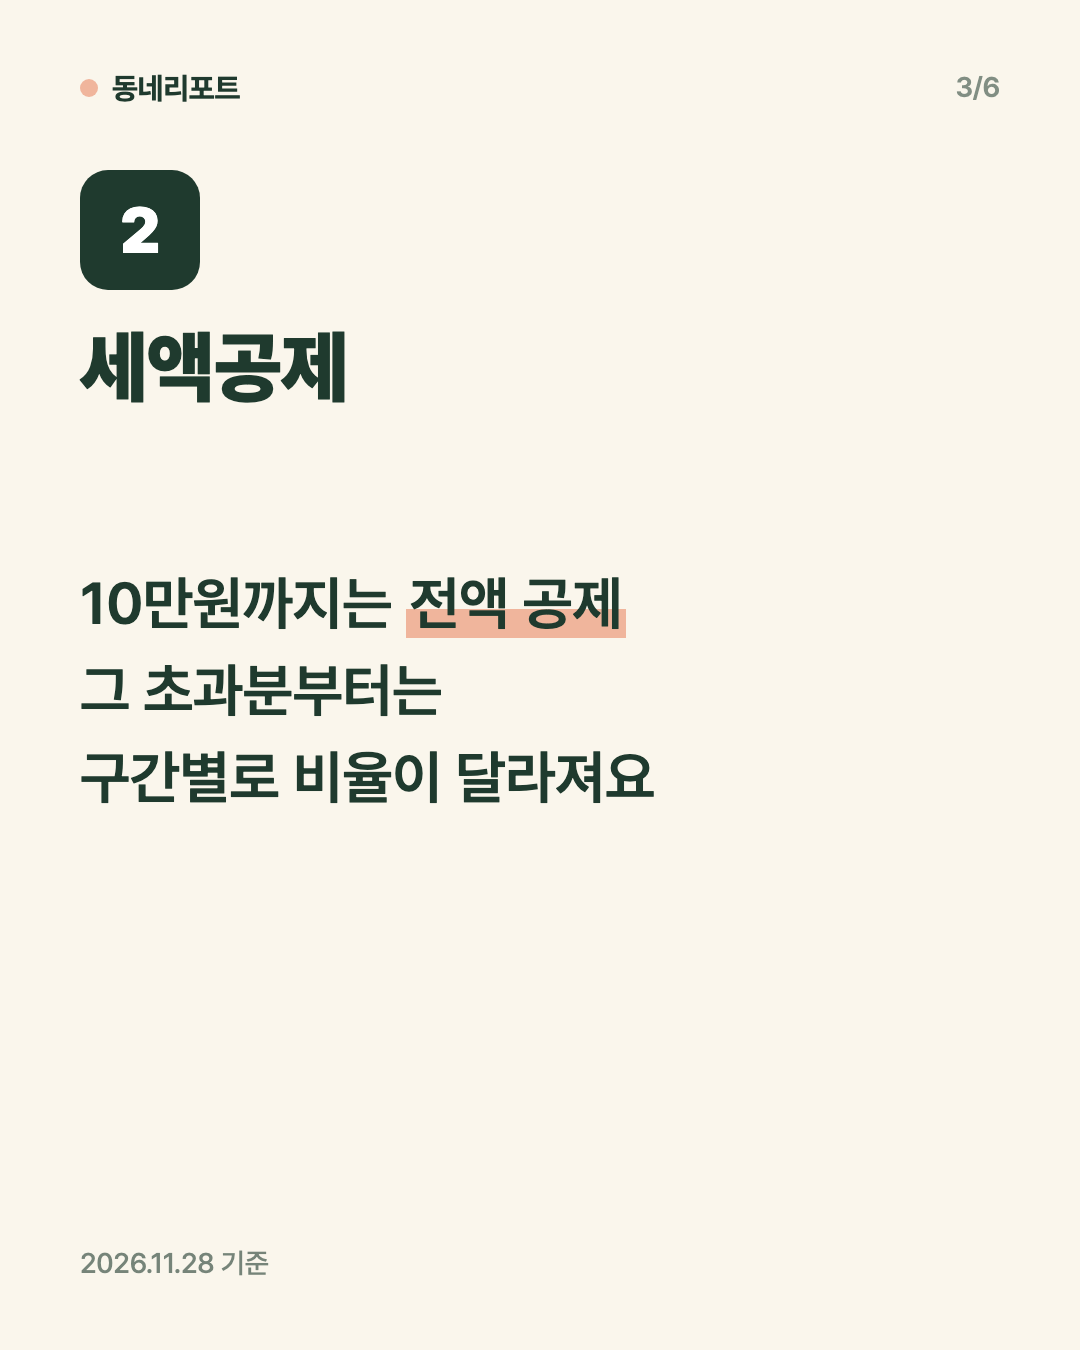 동네리포트
3/6
2
세액공제
10만원까지는 전액 공제
그 초과분부터는
구간별로 비율이 달라져요
2026.11.28 기준